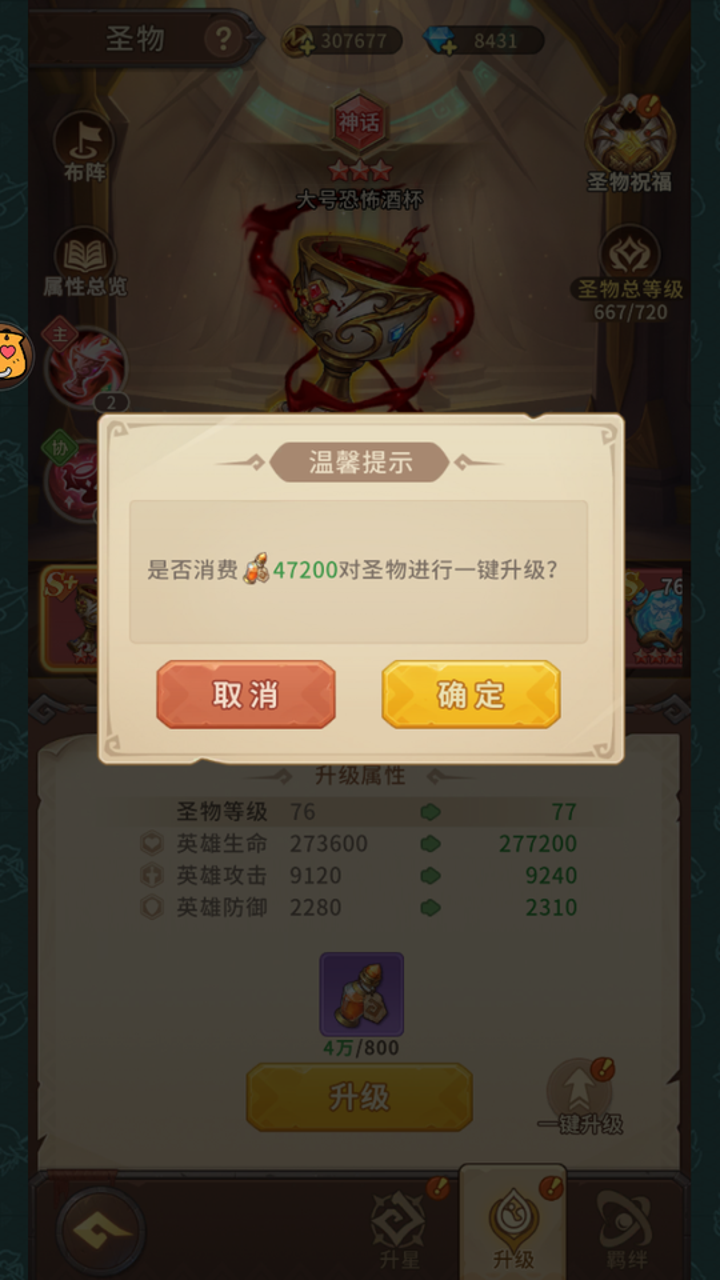 圣物
?
307677
8431
神话
布阵
大号恐怖酒杯
圣物祝福
属性总览
圣物总等级
667/720
主
2
协
温馨提示
是否消费47200对圣物进行一键升级?
取消
确定
S+
S
76
升级属性
圣物等级 76 77
英雄生命 273600 277200
英雄攻击 9120 9240
英雄防御 2280 2310
4万/800
升级
一键升级
升星
升级
羁绊